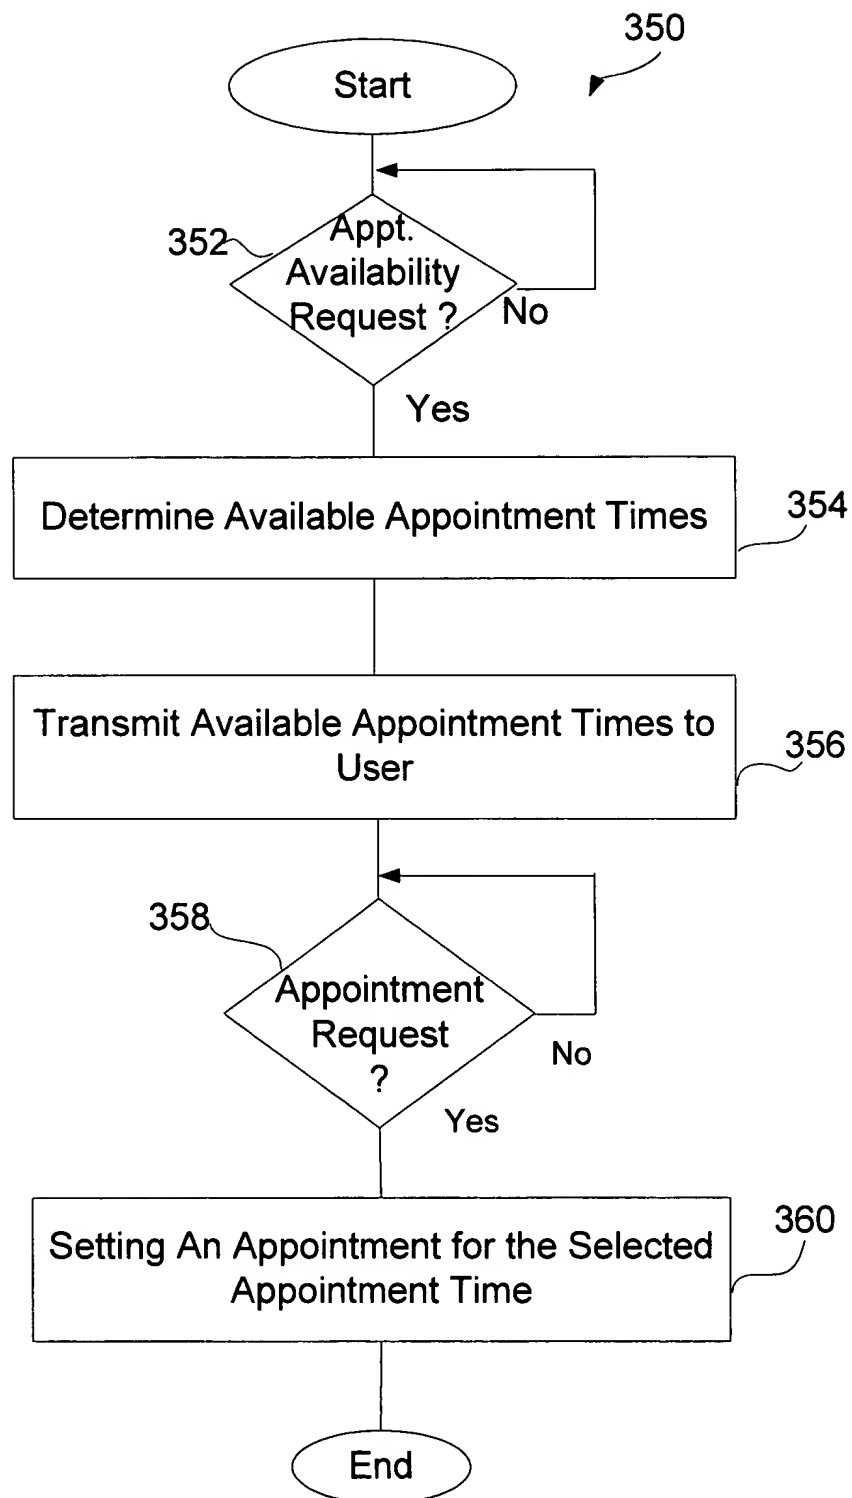 350
Start
352
Appt.
Availability
Request ?
No
Yes
Determine Available Appointment Times
354
Transmit Available Appointment Times to
User
356
358
Appointment
Request
?
No
Yes
Setting An Appointment for the Selected
Appointment Time
360
End